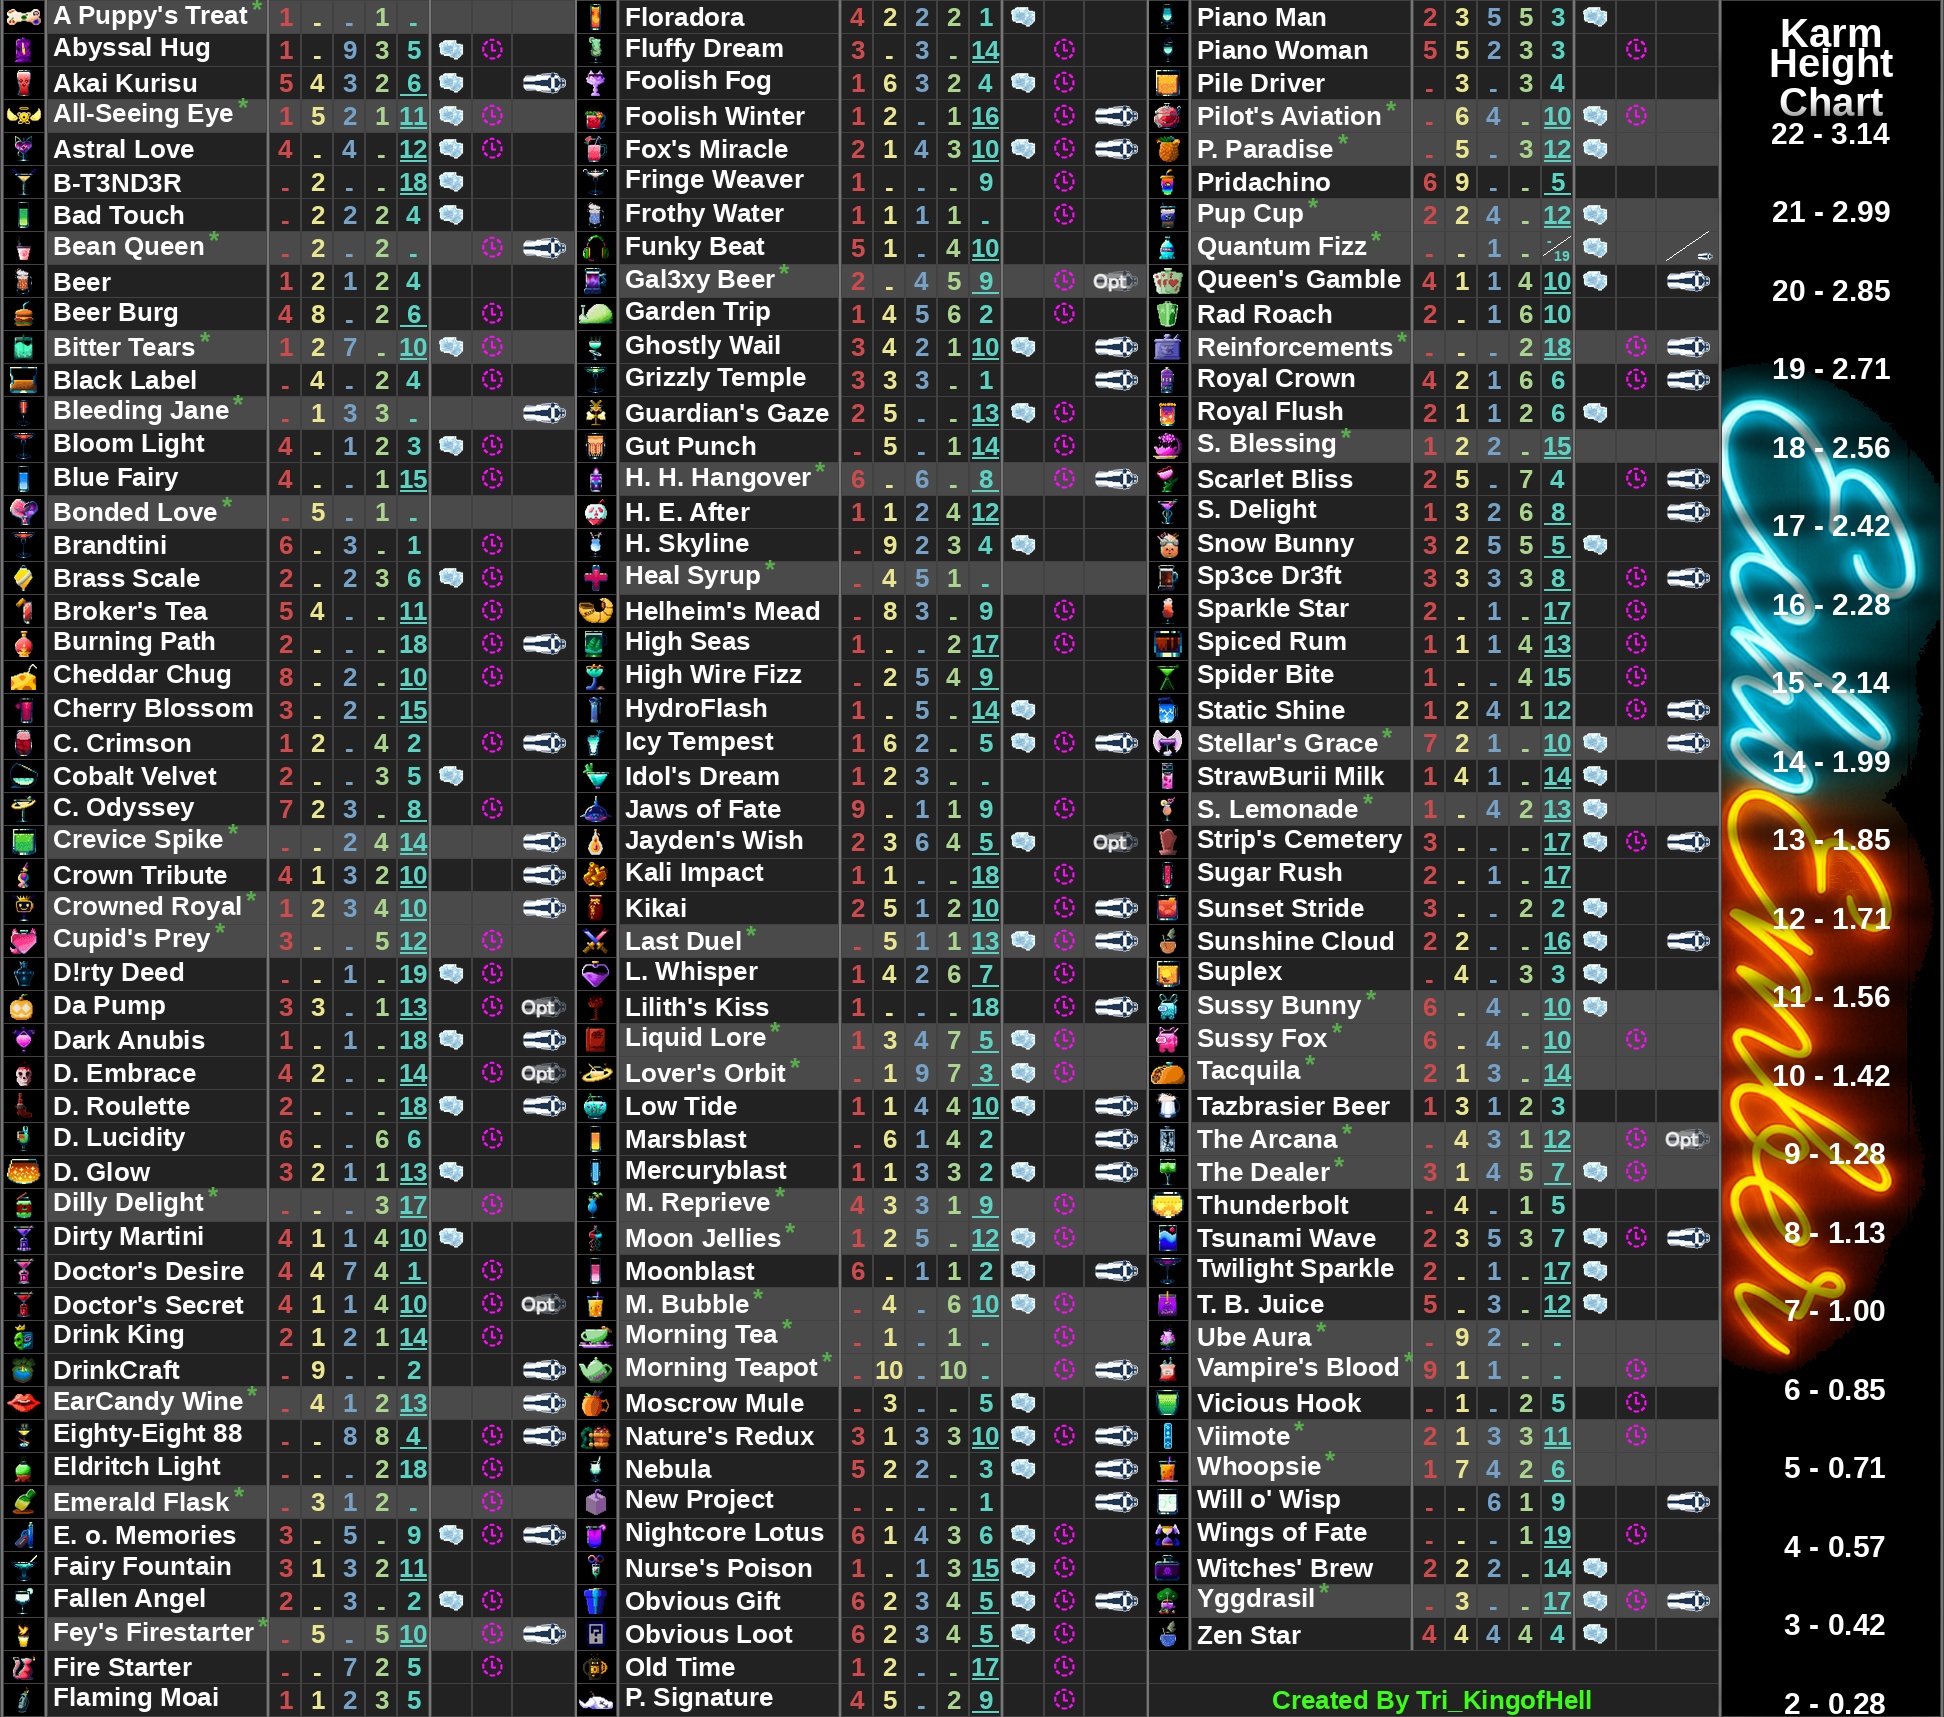 A Puppy's Treat* 1 - - 1 -
Abyssal Hug 1 - 9 3 5
Akai Kurisu 5 4 3 2 6
All-Seeing Eye* 1 5 2 1 11
Astral Love 4 - 4 - 12
B-T3ND3R - 2 - - 18
Bad Touch - 2 2 2 4
Bean Queen* - 2 - 2 -
Beer 1 2 1 2 4
Beer Burg 4 8 - 2 6
Bitter Tears* 1 2 7 - 10
Black Label - 4 - 2 4
Bleeding Jane* - 1 3 3 -
Bloom Light 4 - 1 2 3
Blue Fairy 4 - - 1 15
Bonded Love* - 5 - 1 -
Brandtini 6 - 3 - 1
Brass Scale 2 - 2 3 6
Broker's Tea 5 4 - - 11
Burning Path 2 - - - 18
Cheddar Chug 8 - 2 - 10
Cherry Blossom 3 - 2 - 15
C. Crimson 1 2 - 4 2
Cobalt Velvet 2 - - 3 5
C. Odyssey 7 2 3 - 8
Crevice Spike* - - 2 4 14
Crown Tribute 4 1 3 2 10
Crowned Royal* 1 2 3 4 10
Cupid's Prey* 3 - - 5 12
D!rty Deed - - 1 - 19
Da Pump 3 3 - 1 13 Opt
Dark Anubis 1 - 1 - 18
D. Embrace 4 2 - - 14 Opt
D. Roulette 2 - - - 18
D. Lucidity 6 - - 6 6
D. Glow 3 2 1 1 13
Dilly Delight* - - - 3 17
Dirty Martini 4 1 1 4 10
Doctor's Desire 4 4 7 4 1
Doctor's Secret 4 1 1 4 10 Opt
Drink King 2 1 2 1 14
DrinkCraft - 9 - - 2
EarCandy Wine* - 4 1 2 13
Eighty-Eight 88 - - 8 8 4
Eldritch Light - - - 2 18
Emerald Flask* - 3 1 2 -
E. o. Memories 3 - 5 - 9
Fairy Fountain 3 1 3 2 11
Fallen Angel 2 - 3 - 2
Fey's Firestarter* - 5 - 5 10
Fire Starter - - 7 2 5
Flaming Moai 1 1 2 3 5
Floradora 4 2 2 2 1
Fluffy Dream 3 - 3 - 14
Foolish Fog 1 6 3 2 4
Foolish Winter 1 2 - 1 16
Fox's Miracle 2 1 4 3 10
Fringe Weaver 1 - - - 9
Frothy Water 1 1 1 1 -
Funky Beat 5 1 - 4 10
Gal3xy Beer* 2 - 4 5 9 Opt
Garden Trip 1 4 5 6 2
Ghostly Wail 3 4 2 1 10
Grizzly Temple 3 3 3 - 1
Guardian's Gaze 2 5 - - 13
Gut Punch - 5 - 1 14
H. H. Hangover* 6 - 6 - 8
H. E. After 1 1 2 4 12
H. Skyline - 9 2 3 4
Heal Syrup* - 4 5 1 -
Helheim's Mead - 8 3 - 9
High Seas 1 - - 2 17
High Wire Fizz - 2 5 4 9
HydroFlash 1 - 5 - 14
Icy Tempest 1 6 2 - 5
Idol's Dream 1 2 3 - -
Jaws of Fate 9 - 1 1 9
Jayden's Wish 2 3 6 4 5 Opt
Kali Impact 1 1 - - 18
Kikai 2 5 1 2 10
Last Duel* - 5 1 1 13
L. Whisper 1 4 2 6 7
Lilith's Kiss 1 - - - 18
Liquid Lore* 1 3 4 7 5
Lover's Orbit* - 1 9 7 3
Low Tide 1 1 4 4 10
Marsblast - 6 1 4 2
Mercuryblast 1 1 3 3 2
M. Reprieve* 4 3 3 1 9
Moon Jellies* 1 2 5 - 12
Moonblast 6 - 1 1 2
M. Bubble* - 4 - 6 10
Morning Tea* - 1 - 1 -
Morning Teapot* - 10 - 10 -
Moscrow Mule - 3 - - 5
Nature's Redux 3 1 3 3 10
Nebula 5 2 2 - 3
New Project - - - - 1
Nightcore Lotus 6 1 4 3 6
Nurse's Poison 1 - 1 3 15
Obvious Gift 6 2 3 4 5
Obvious Loot 6 2 3 4 5
Old Time 1 2 - - 17
P. Signature 4 5 - 2 9
Piano Man 2 3 5 5 3
Piano Woman 5 5 2 3 3
Pile Driver - 3 - 3 4
Pilot's Aviation* - 6 4 - 10
P. Paradise* - 5 - 3 12
Pridachino 6 9 - - 5
Pup Cup* 2 2 4 - 12
Quantum Fizz* - - 1 - -/19
Queen's Gamble 4 1 1 4 10
Rad Roach 2 - 1 6 10
Reinforcements* - - - 2 18
Royal Crown 4 2 1 6 6
Royal Flush 2 1 1 2 6
S. Blessing* 1 2 2 - 15
Scarlet Bliss 2 5 - 7 4
S. Delight 1 3 2 6 8
Snow Bunny 3 2 5 5 5
Sp3ce Dr3ft 3 3 3 3 8
Sparkle Star 2 - 1 - 17
Spiced Rum 1 1 1 4 13
Spider Bite 1 - - 4 15
Static Shine 1 2 4 1 12
Stellar's Grace* 7 2 1 - 10
StrawBurii Milk 1 4 1 - 14
S. Lemonade* 1 - 4 2 13
Strip's Cemetery 3 - - - 17
Sugar Rush 2 - 1 - 17
Sunset Stride 3 - - 2 2
Sunshine Cloud 2 2 - - 16
Suplex - 4 - 3 3
Sussy Bunny* 6 - 4 - 10
Sussy Fox* 6 - 4 - 10
Tacquila* 2 1 3 - 14
Tazbrasier Beer 1 3 1 2 3
The Arcana* - 4 3 1 12 Opt
The Dealer* 3 1 4 5 7
Thunderbolt - 4 - 1 5
Tsunami Wave 2 3 5 3 7
Twilight Sparkle 2 - 1 - 17
T. B. Juice 5 - 3 - 12
Ube Aura* - 9 2 - -
Vampire's Blood* 9 1 1 - -
Vicious Hook - 1 - 2 5
Viimote* 2 1 3 3 11
Whoopsie* 1 7 4 2 6
Will o' Wisp - - 6 1 9
Wings of Fate - - - 1 19
Witches' Brew 2 2 2 - 14
Yggdrasil* - 3 - - 17
Zen Star 4 4 4 4 4
Created By Tri_KingofHell
Karm
Height
Chart
22 - 3.14
21 - 2.99
20 - 2.85
19 - 2.71
18 - 2.56
17 - 2.42
16 - 2.28
15 - 2.14
14 - 1.99
13 - 1.85
12 - 1.71
11 - 1.56
10 - 1.42
9 - 1.28
8 - 1.13
7 - 1.00
6 - 0.85
5 - 0.71
4 - 0.57
3 - 0.42
2 - 0.28